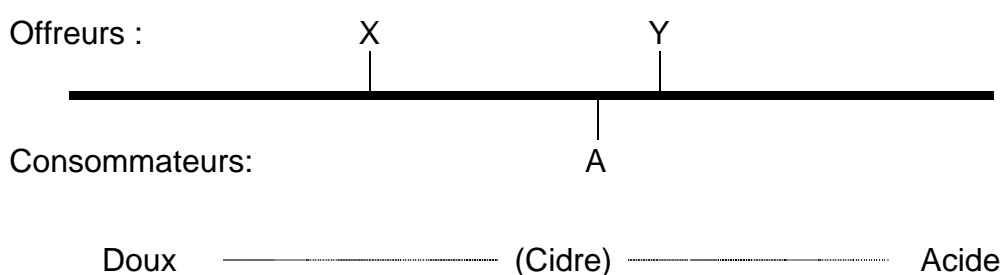 Offreurs : X Y
Consommateurs: A
Doux (Cidre) Acide